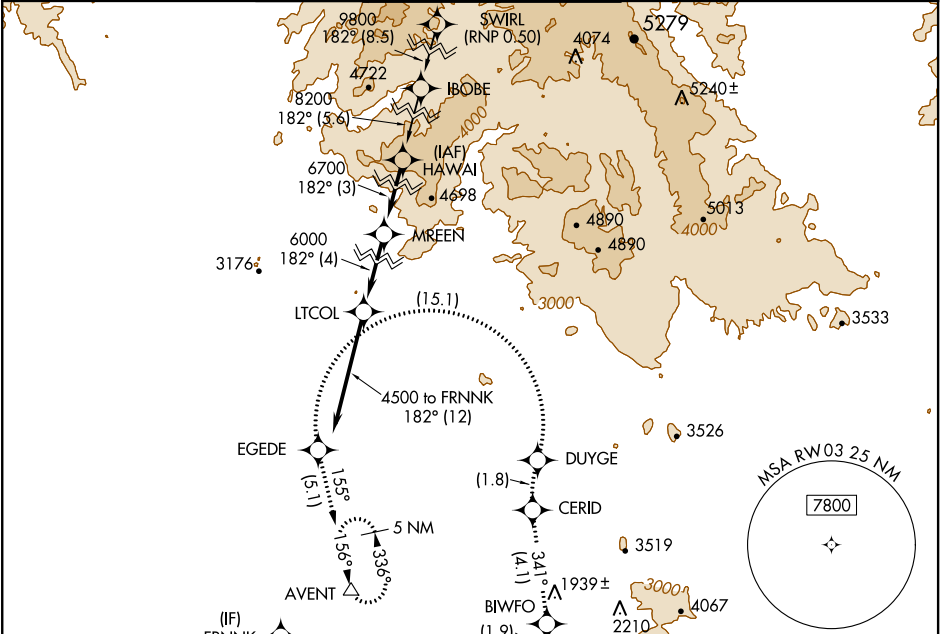 9800
182° (8.5)
SWIRL
(RNP 0.50)
4074
5279
4722
IBOBE
5240±
8200
182° (5.6)
4000
(IAF)
HAWAI
6700
182° (3)
4698
5013
4890
4000
MREEN
4890
6000
182° (4)
3176
3000
(15.1)
LTCOL
3533
4500 to FRNNK
182° (12)
3526
EGEDE
DUYGE
MSA RW03 25 NM
(1.8)
155°
(5.1)
7800
CERID
5 NM
3519
156°
336°
341°
(4.1)
1939±
3000
AVENT
BIWFO
4067
(IF)
2210
FRNNK
(1.9)